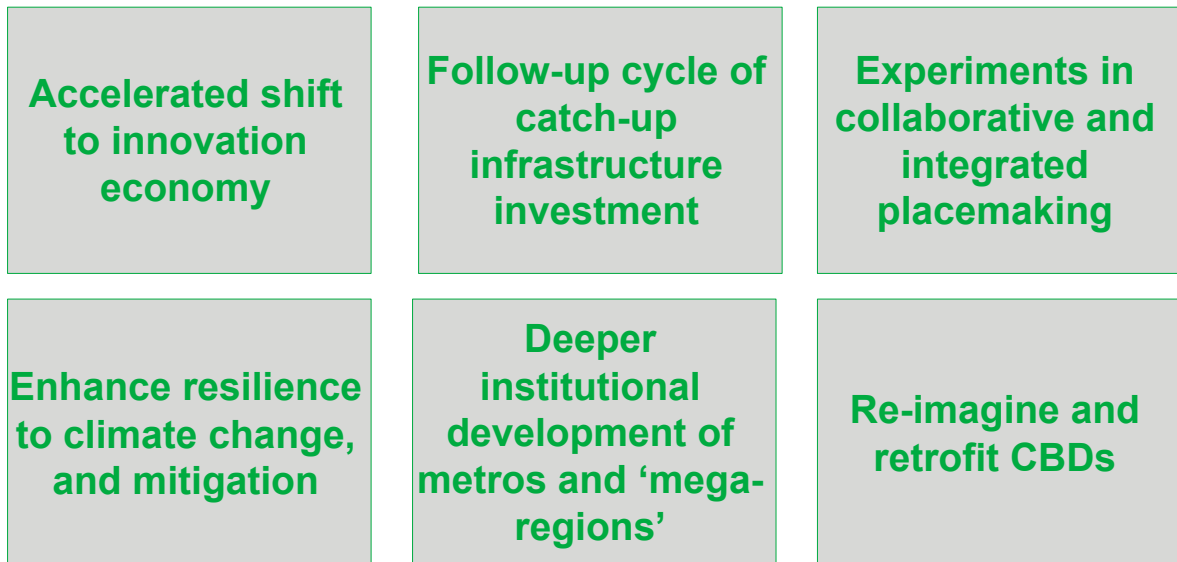 Accelerated shift
to innovation
economy
Follow-up cycle of
catch-up
infrastructure
investment
Experiments in
collaborative and
integrated
placemaking
Enhance resilience
to climate change,
and mitigation
Deeper
institutional
development of
metros and ‘mega-
regions’
Re-imagine and
retrofit CBDs